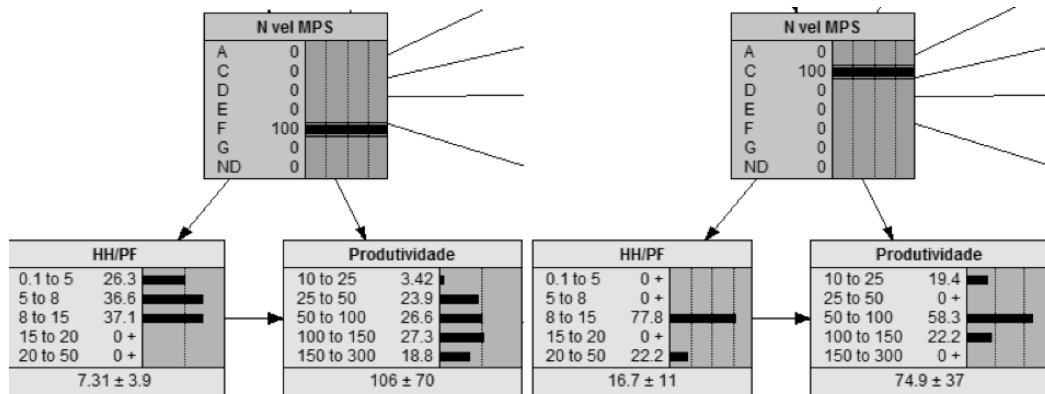 N vel MPS
A 0
C 0
D 0
E 0
F 100
G 0
ND 0
HH/PF
0.1 to 5 26.3
5 to 8 36.6
8 to 15 37.1
15 to 20 0 +
20 to 50 0 +
7.31 ± 3.9
Produtividade
10 to 25 3.42
25 to 50 23.9
50 to 100 26.6
100 to 150 27.3
150 to 300 18.8
106 ± 70
N vel MPS
A 0
C 100
D 0
E 0
F 0
G 0
ND 0
HH/PF
0.1 to 5 0 +
5 to 8 0 +
8 to 15 77.8
15 to 20 0 +
20 to 50 22.2
16.7 ± 11
Produtividade
10 to 25 19.4
25 to 50 0 +
50 to 100 58.3
100 to 150 22.2
150 to 300 0 +
74.9 ± 37